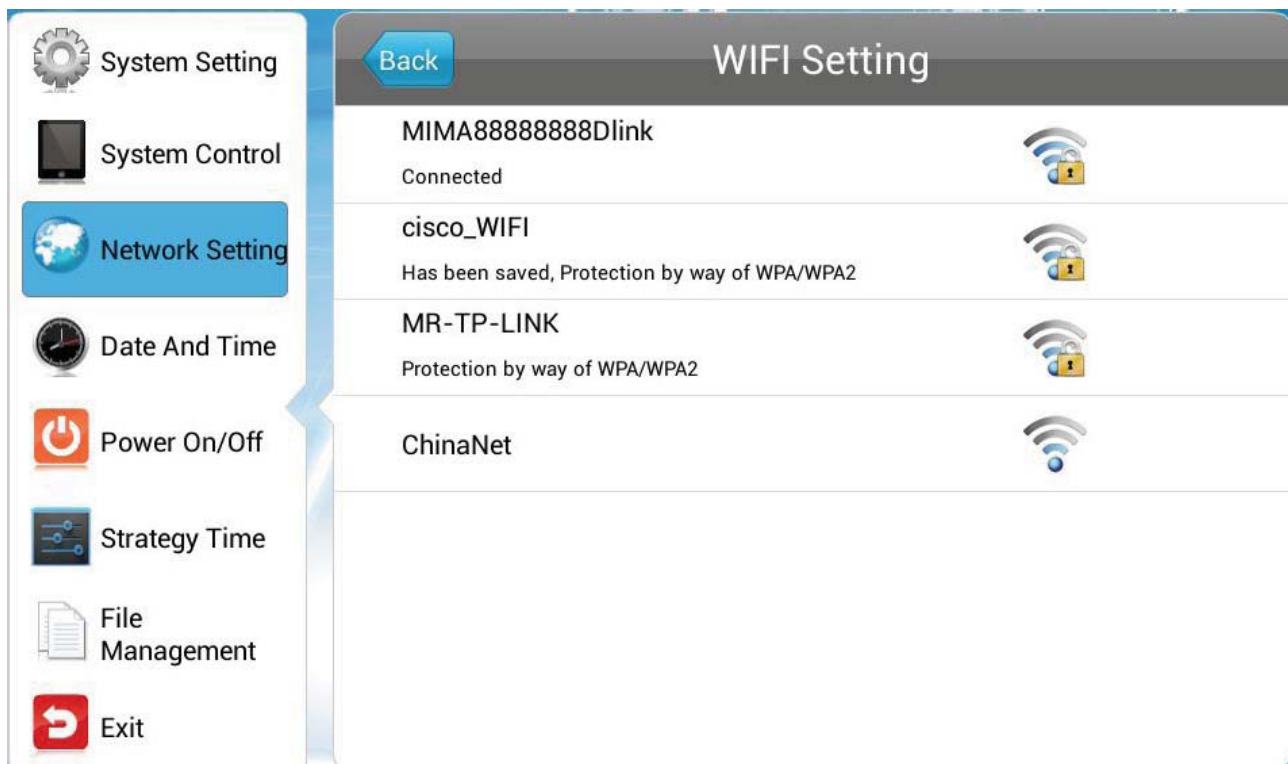 System Setting
System Control
Network Setting
Date And Time
Power On/Off
Strategy Time
File
Management
Exit
Back
WIFI Setting
MIMA88888888Dlink
Connected
cisco_WIFI
Has been saved, Protection by way of WPA/WPA2
MR-TP-LINK
Protection by way of WPA/WPA2
ChinaNet